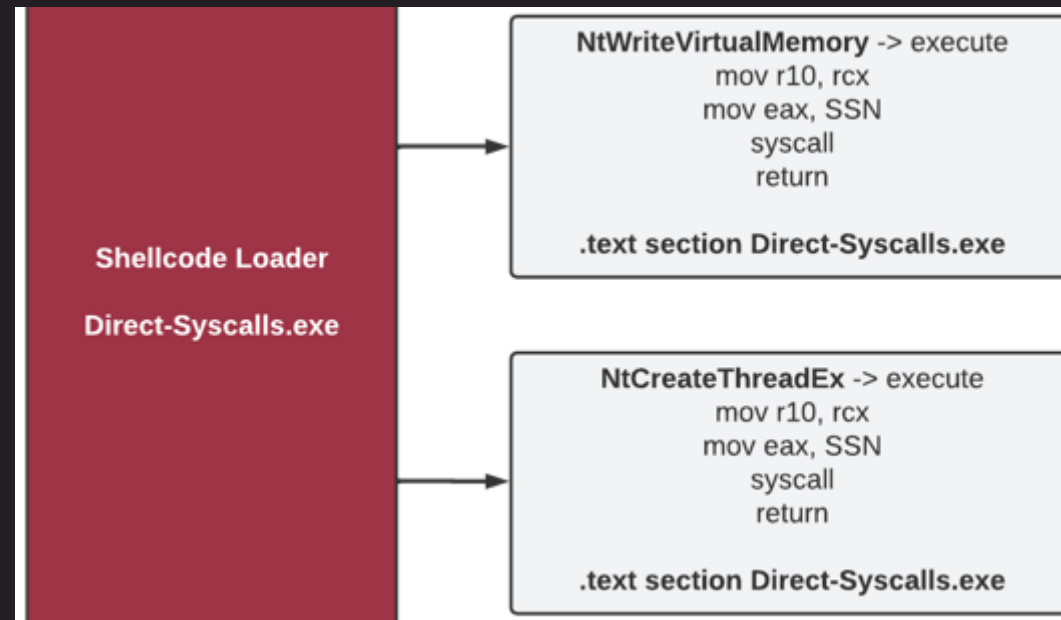 Shellcode Loader
Direct-Syscalls.exe
NtWriteVirtualMemory -> execute
mov r10, rcx
mov eax, SSN
syscall
return
.text section Direct-Syscalls.exe
NtCreateThreadEx -> execute
mov r10, rcx
mov eax, SSN
syscall
return
.text section Direct-Syscalls.exe